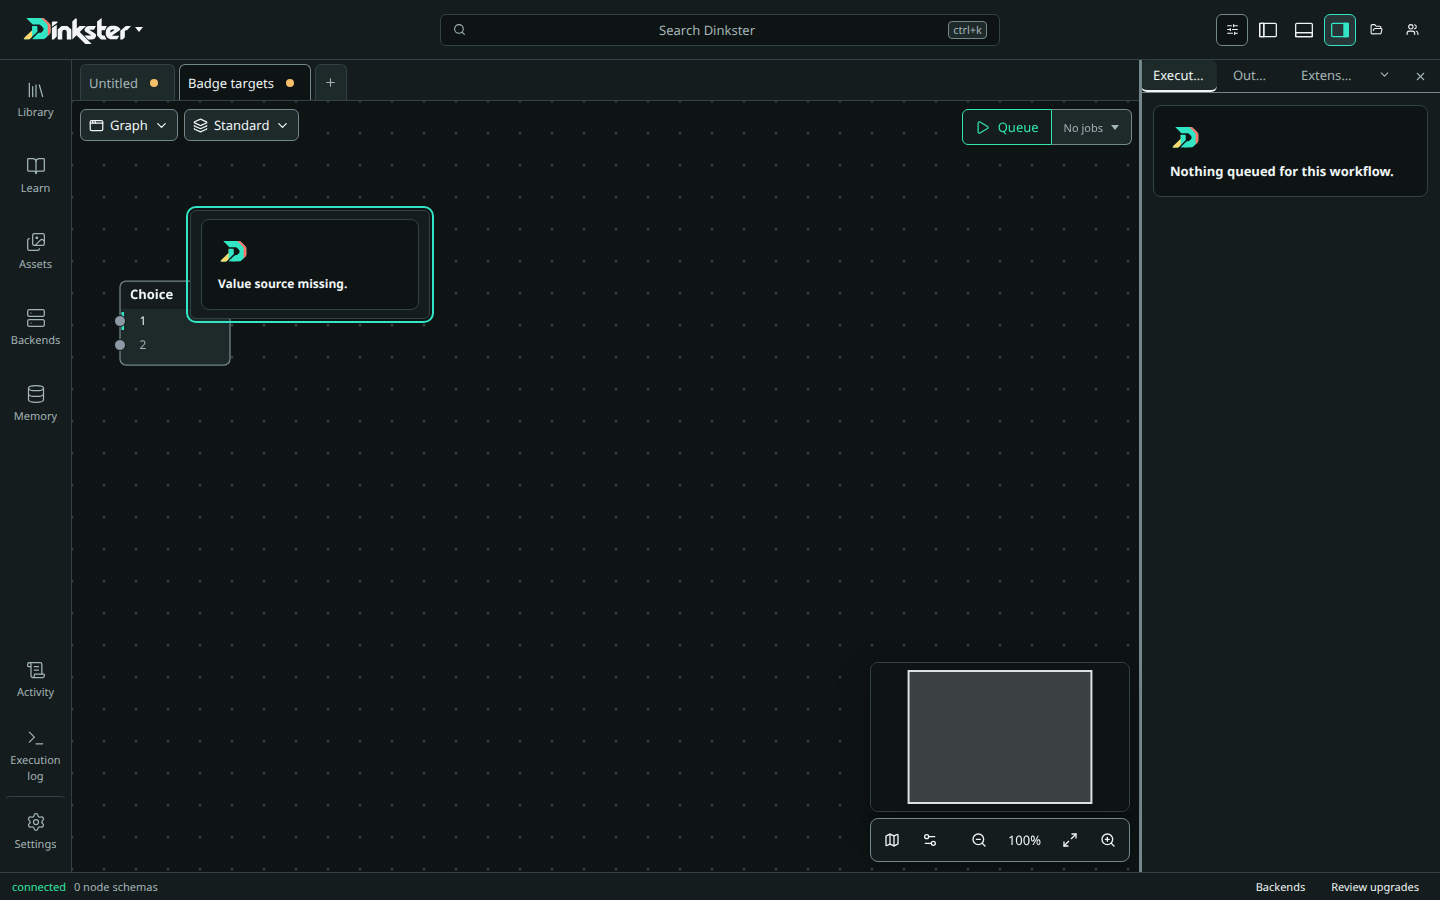 Dinkster
Search Dinkster
ctrl+k
Untitled
Badge targets
Execut...
Out...
Extens...
Library
Graph
Standard
Queue
No jobs
Nothing queued for this workflow.
Learn
Value source missing.
Assets
Choice
1
2
Backends
Memory
Activity
Execution
log
Settings
100%
connected
0 node schemas
Backends
Review upgrades